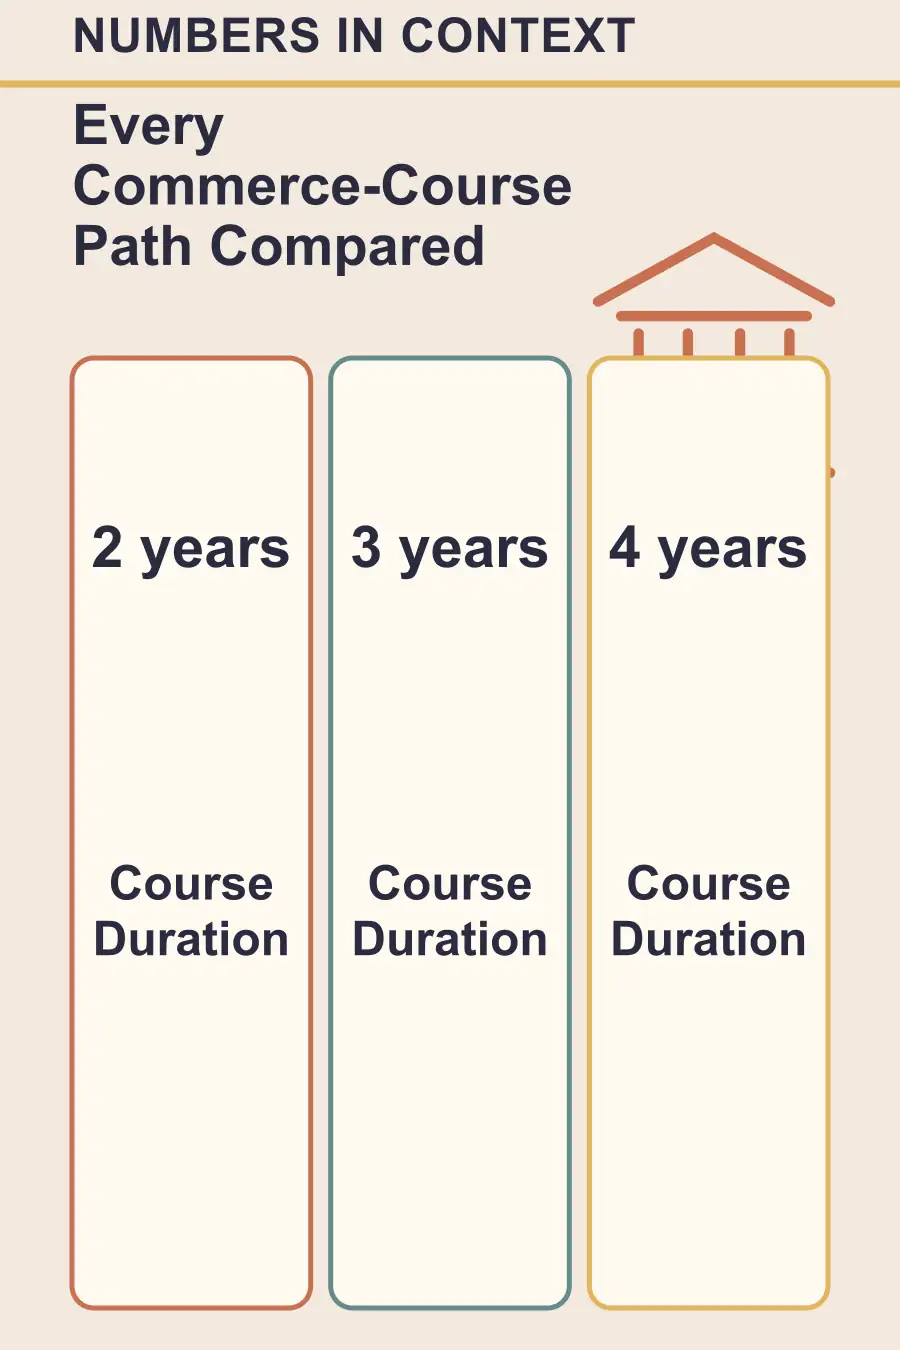 NUMBERS IN CONTEXT
Every
Commerce-Course
Path Compared
2 years
Course
Duration
3 years
Course
Duration
4 years
Course
Duration